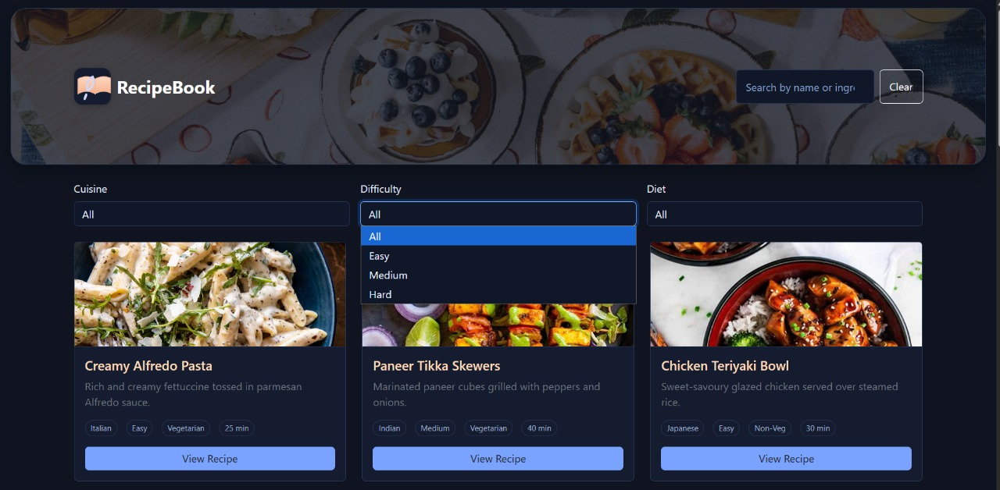 RecipeBook
Search by name or ingr
Clear
Cuisine
Difficulty
Diet
All
All
All
All
Easy
Medium
Hard
Creamy Alfredo Pasta
Rich and creamy fettuccine tossed in parmesan
Alfredo sauce.
Italian Easy Vegetarian 25 min
View Recipe
Paneer Tikka Skewers
Marinated paneer cubes grilled with peppers and
onions.
Indian Medium Vegetarian 40 min
View Recipe
Chicken Teriyaki Bowl
Sweet-savoury glazed chicken served over steamed
rice.
Japanese Easy Non-Veg 30 min
View Recipe